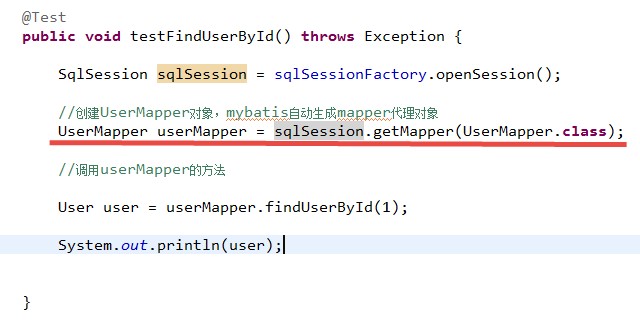 @Test
public void testFindUserById() throws Exception {
SqlSession sqlSession = sqlSessionFactory.openSession();
//创建UserMapper对象，mybatis自动生成mapper代理对象
UserMapper userMapper = sqlSession.getMapper(UserMapper.class);
//调用userMapper的方法
User user = userMapper.findUserById(1);
System.out.println(user);
}